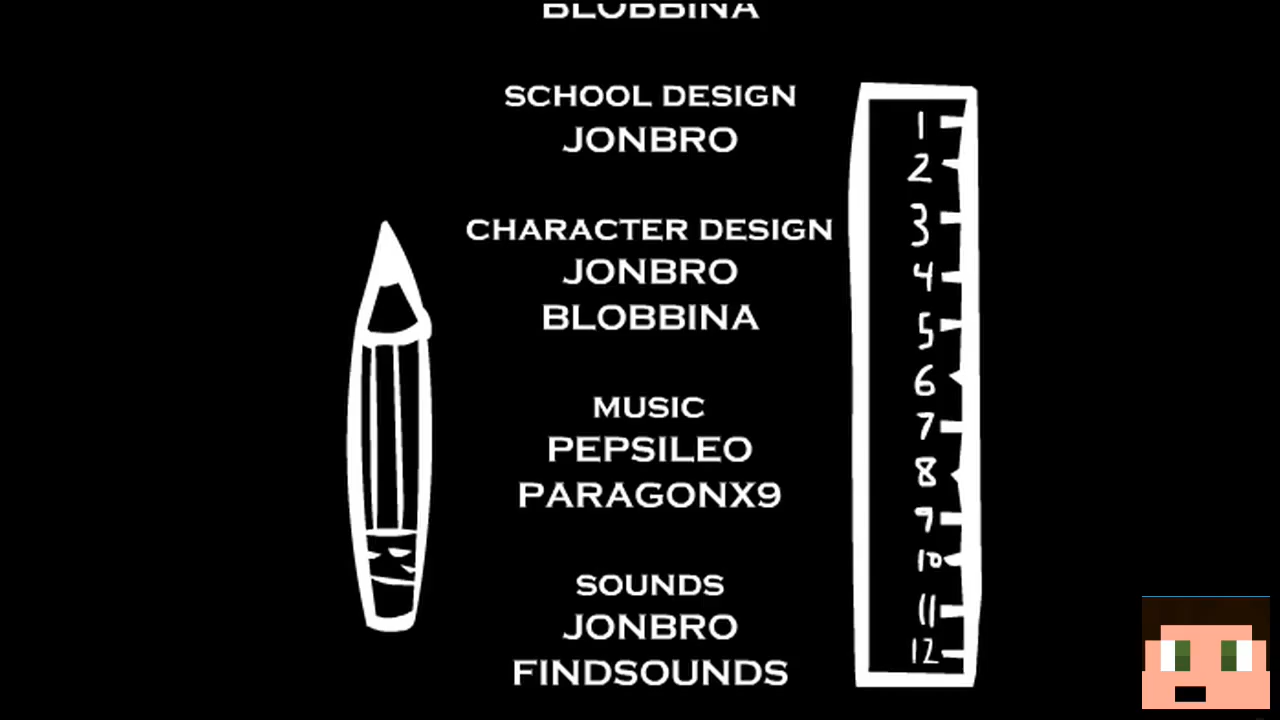 BLOBBINA
SCHOOL DESIGN
JONBRO
CHARACTER DESIGN
JONBRO
BLOBBINA
MUSIC
PEPSILEO
PARAGONX9
SOUNDS
JONBRO
FINDSOUNDS
1
2
3
4
5
6
7
8
9
10
11
12